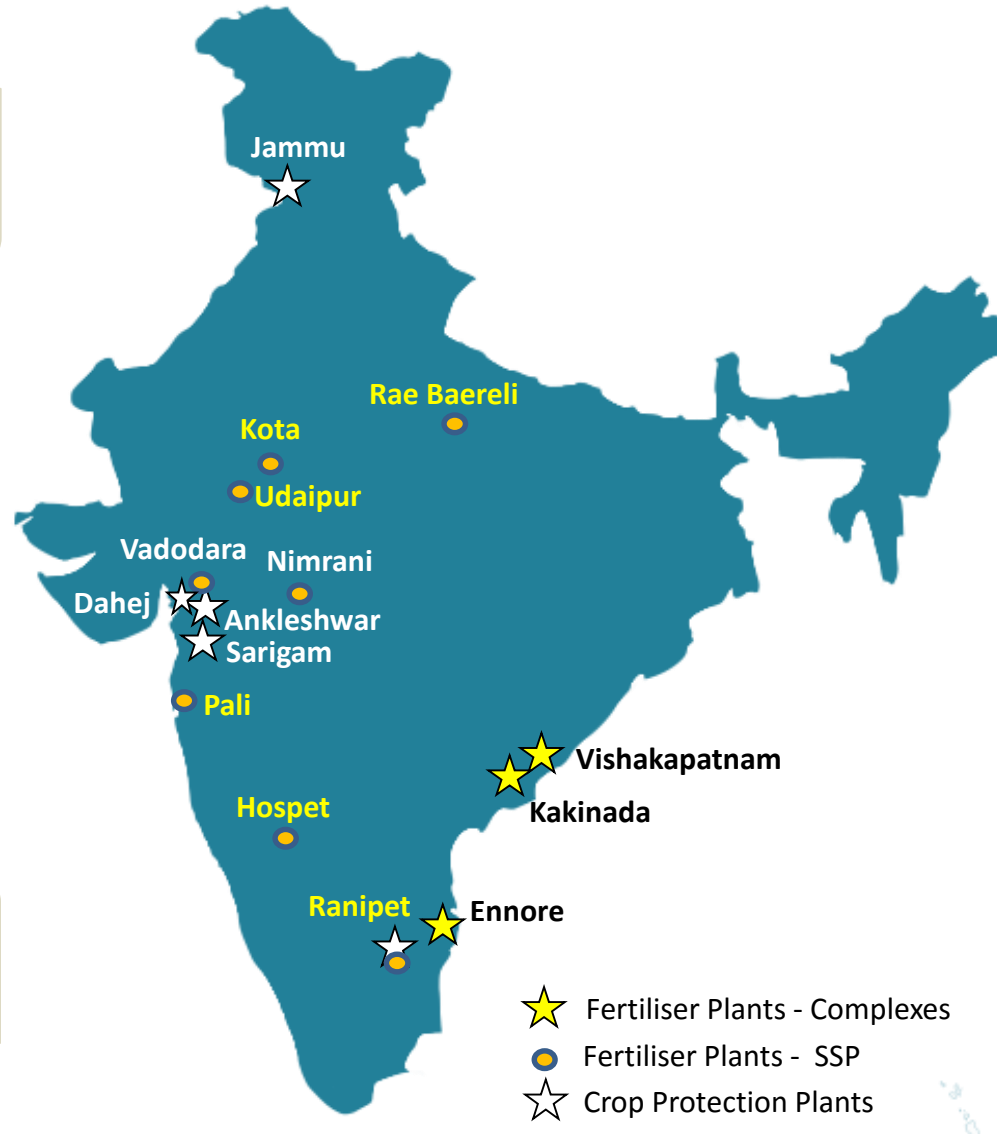 Jammu
Rae Baereli
Kota
Udaipur
Vadodara
Nimrani
Dahej
Ankleshwar
Sarigam
Pali
Vishakapatnam
Kakinada
Hospet
Ranipet
Ennore
Fertiliser Plants - Complexes
Fertiliser Plants - SSP
Crop Protection Plants